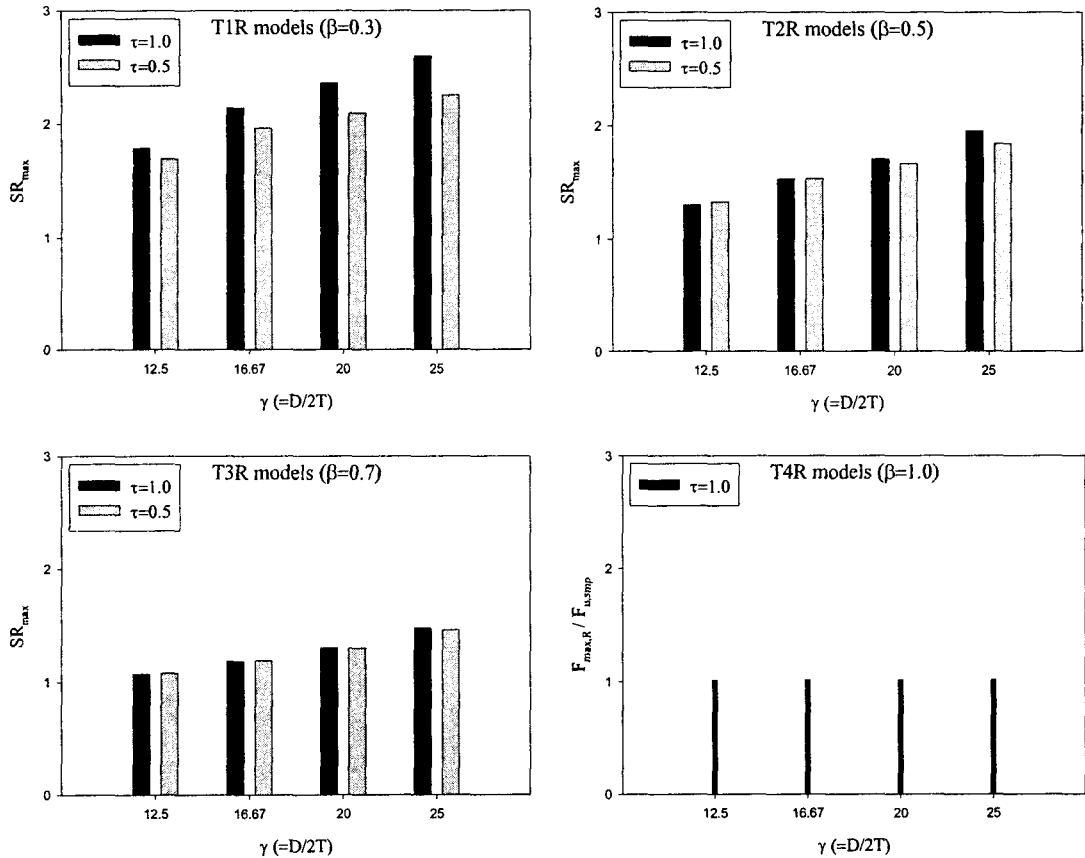 T1R models (β=0.3)
τ=1.0
τ=0.5
3
2
1
0
SRmax
12.5 16.67 20 25
γ (=D/2T)
T2R models (β=0.5)
τ=1.0
τ=0.5
3
2
1
0
SRmax
12.5 16.67 20 25
γ (=D/2T)
T3R models (β=0.7)
τ=1.0
τ=0.5
3
2
1
0
SRmax
12.5 16.67 20 25
γ (=D/2T)
T4R models (β=1.0)
τ=1.0
3
2
1
0
Fmax,R / Fu,smp
12.5 16.67 20 25
γ (=D/2T)